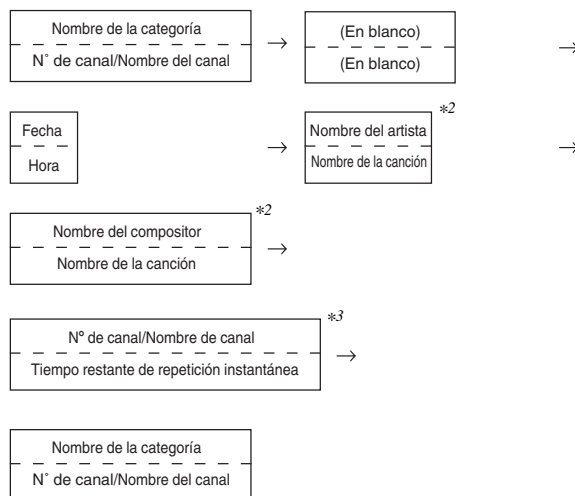 Nombre de la categoría
N˚ de canal/Nombre del canal
(En blanco)
(En blanco)
Fecha
Hora
Nombre del artista
Nombre de la canción
*2
Nombre del compositor
Nombre de la canción
*2
Nº de canal/Nombre de canal
Tiempo restante de repetición instantánea
*3
Nombre de la categoría
N˚ de canal/Nombre del canal